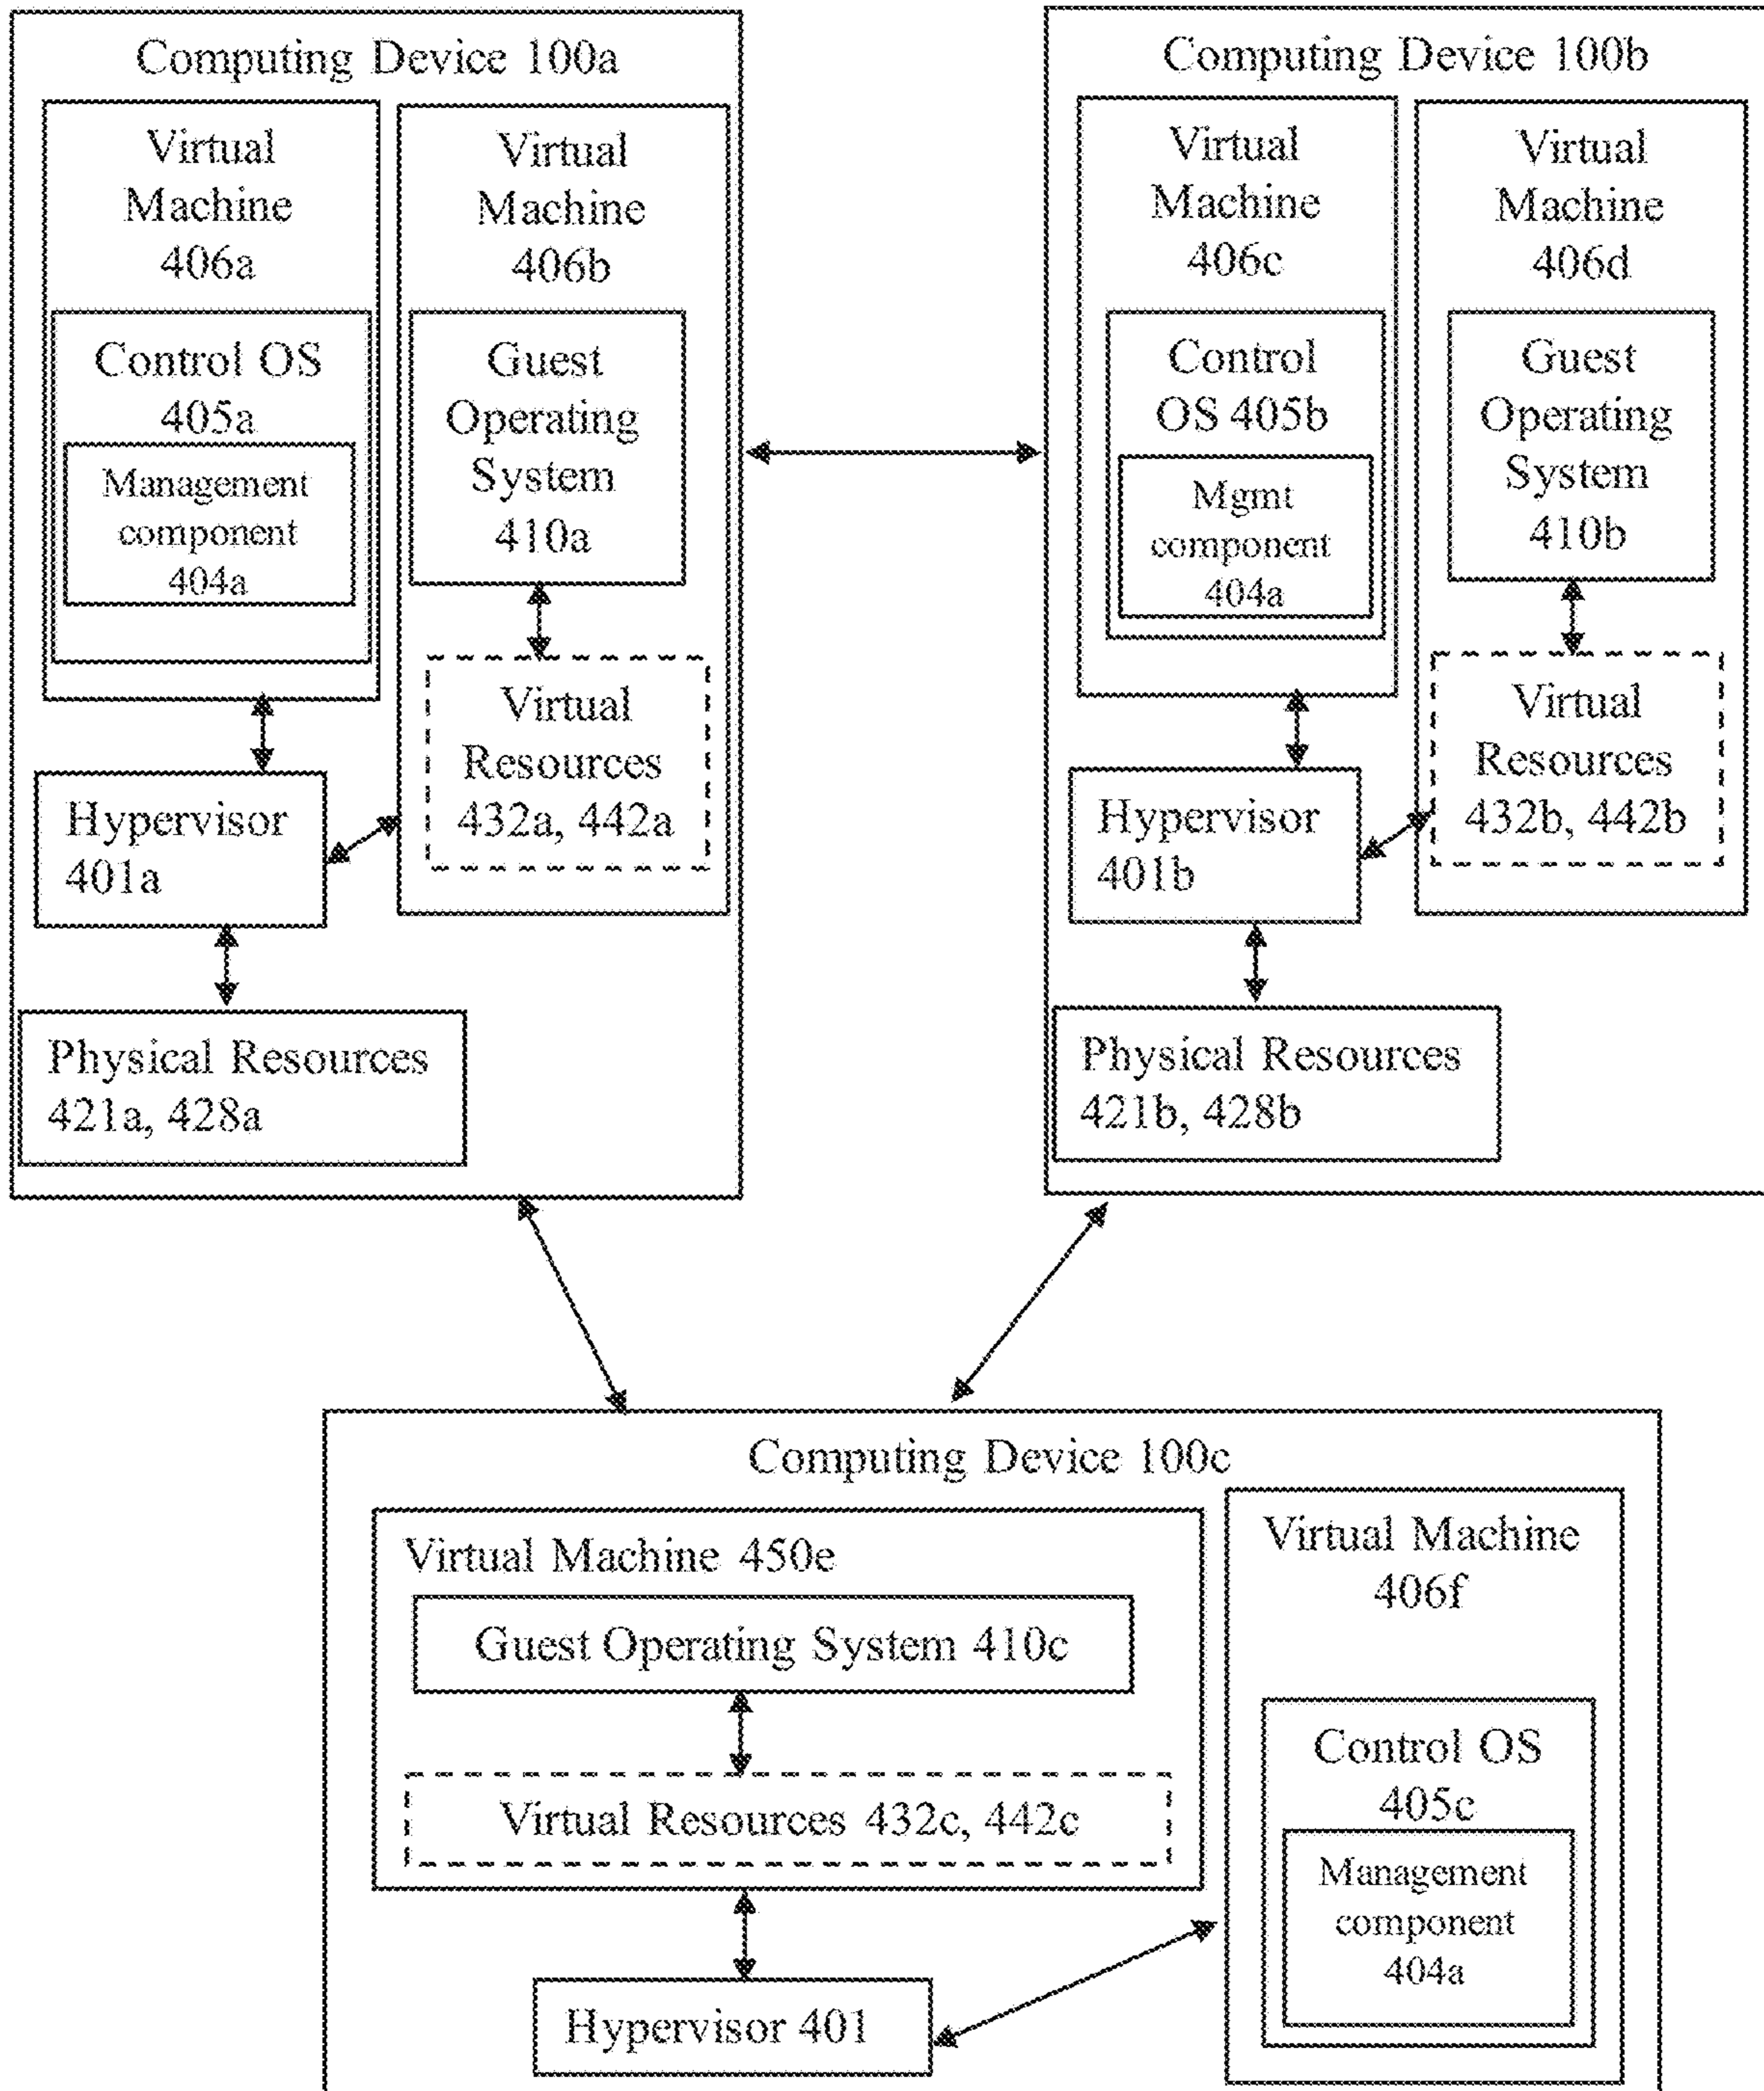 Computing Device 100a
Virtual
Machine
406a
Control OS
405a
Management
component
404a
Virtual
Machine
406b
Guest
Operating
System
410a
Virtual
Resources
432a, 442a
Hypervisor
401a
Physical Resources
421a, 428a
Computing Device 100b
Virtual
Machine
406c
Control
OS 405b
Mgmt
component
404a
Virtual
Machine
406d
Guest
Operating
System
410b
Virtual
Resources
432b, 442b
Hypervisor
401b
Physical Resources
421b, 428b
Computing Device 100c
Virtual Machine 450e
Guest Operating System 410c
Virtual Resources 432c, 442c
Hypervisor 401
Virtual Machine
406f
Control OS
405c
Management
component
404a